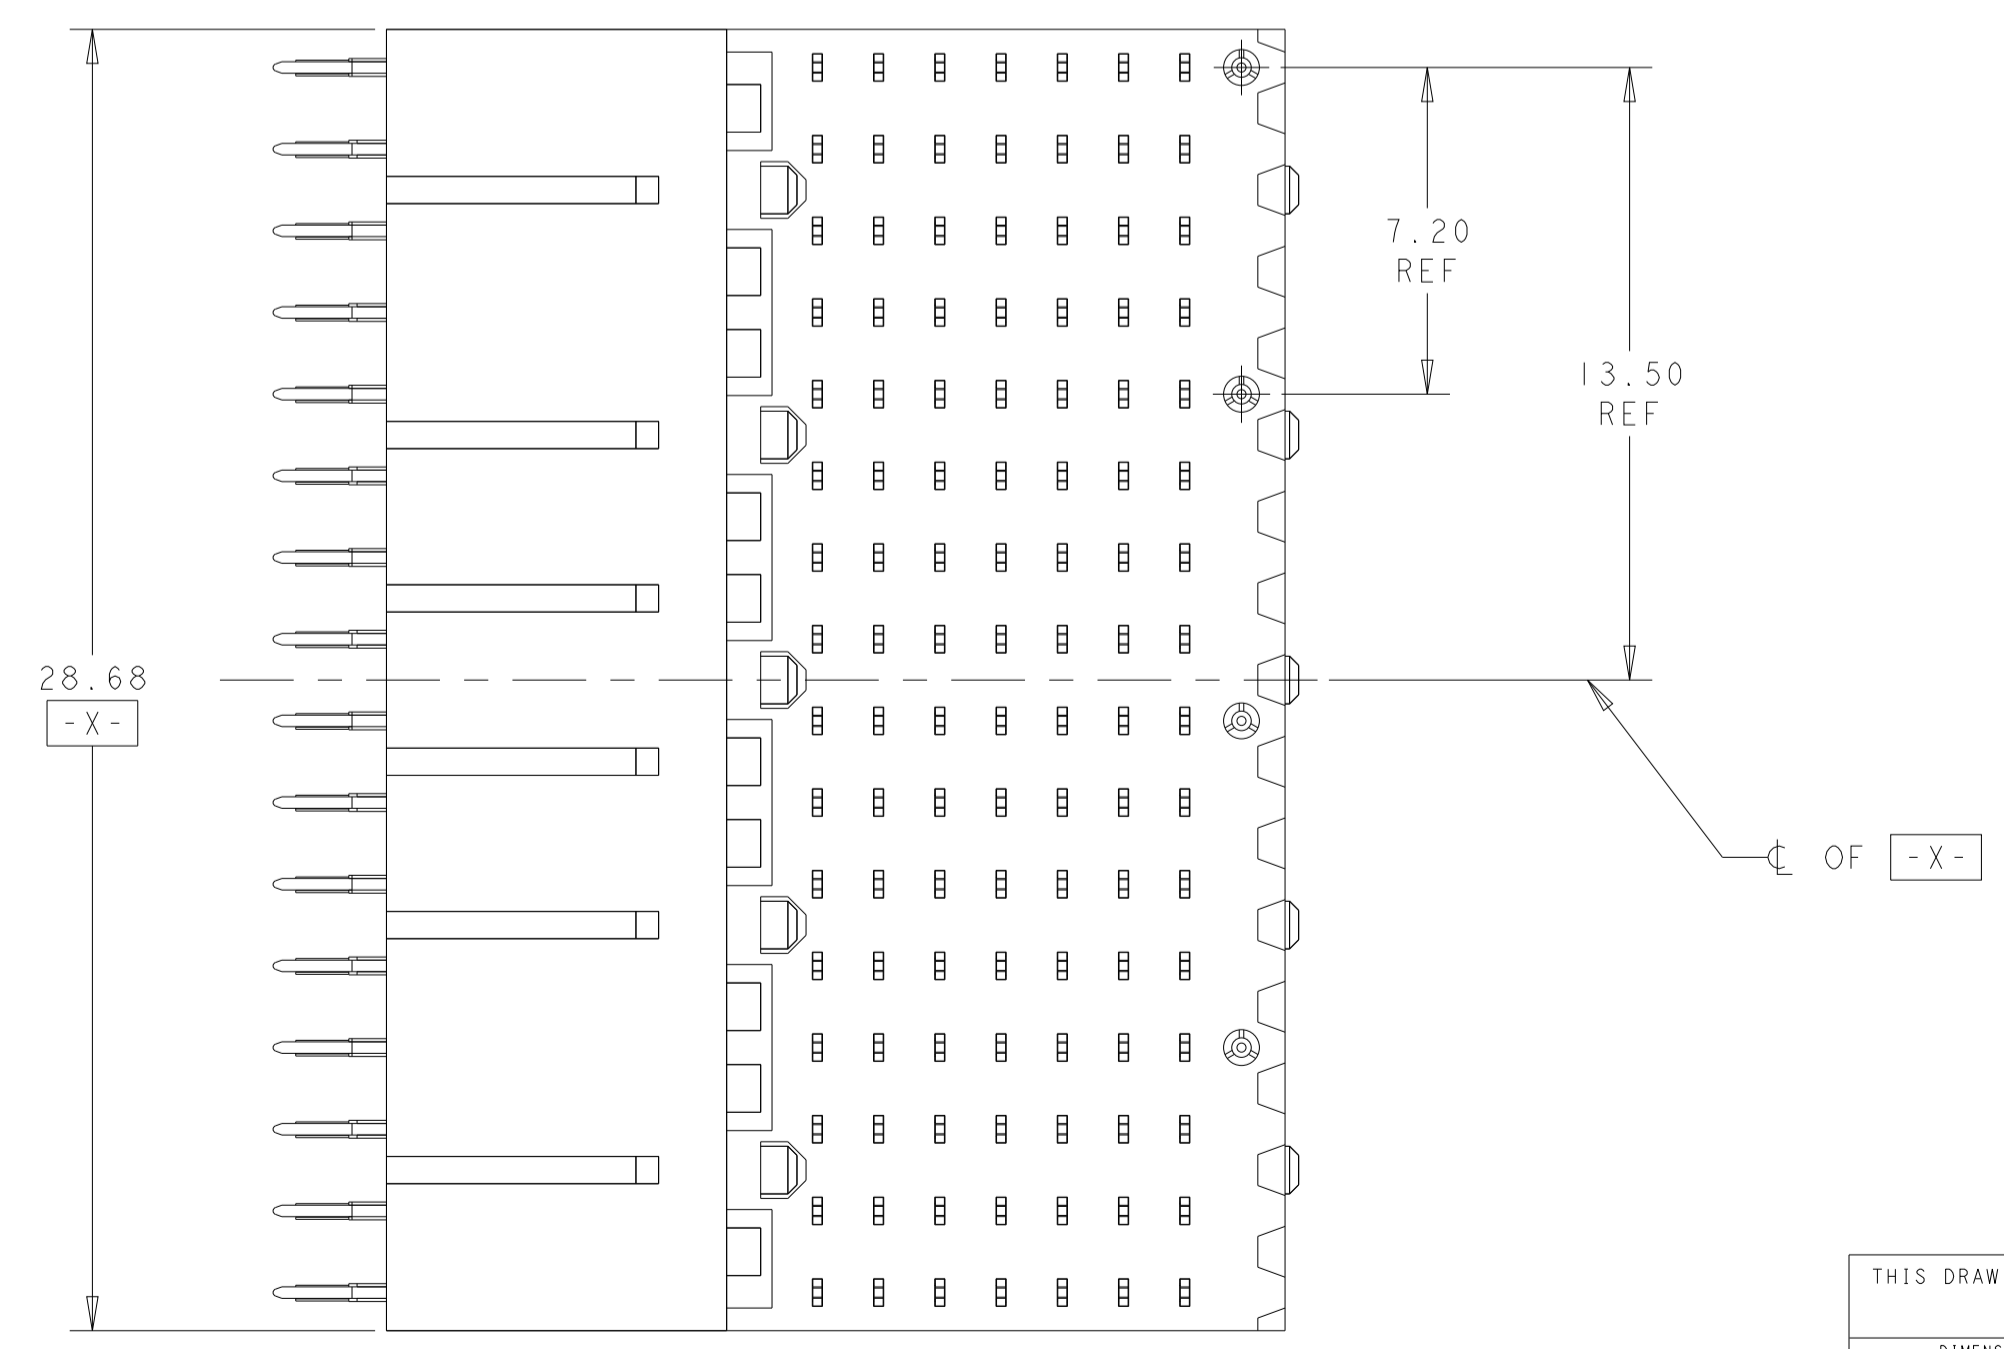 7.20
REF
13.50
REF
28.68
-X-
℄ OF -X-
THIS DRAW